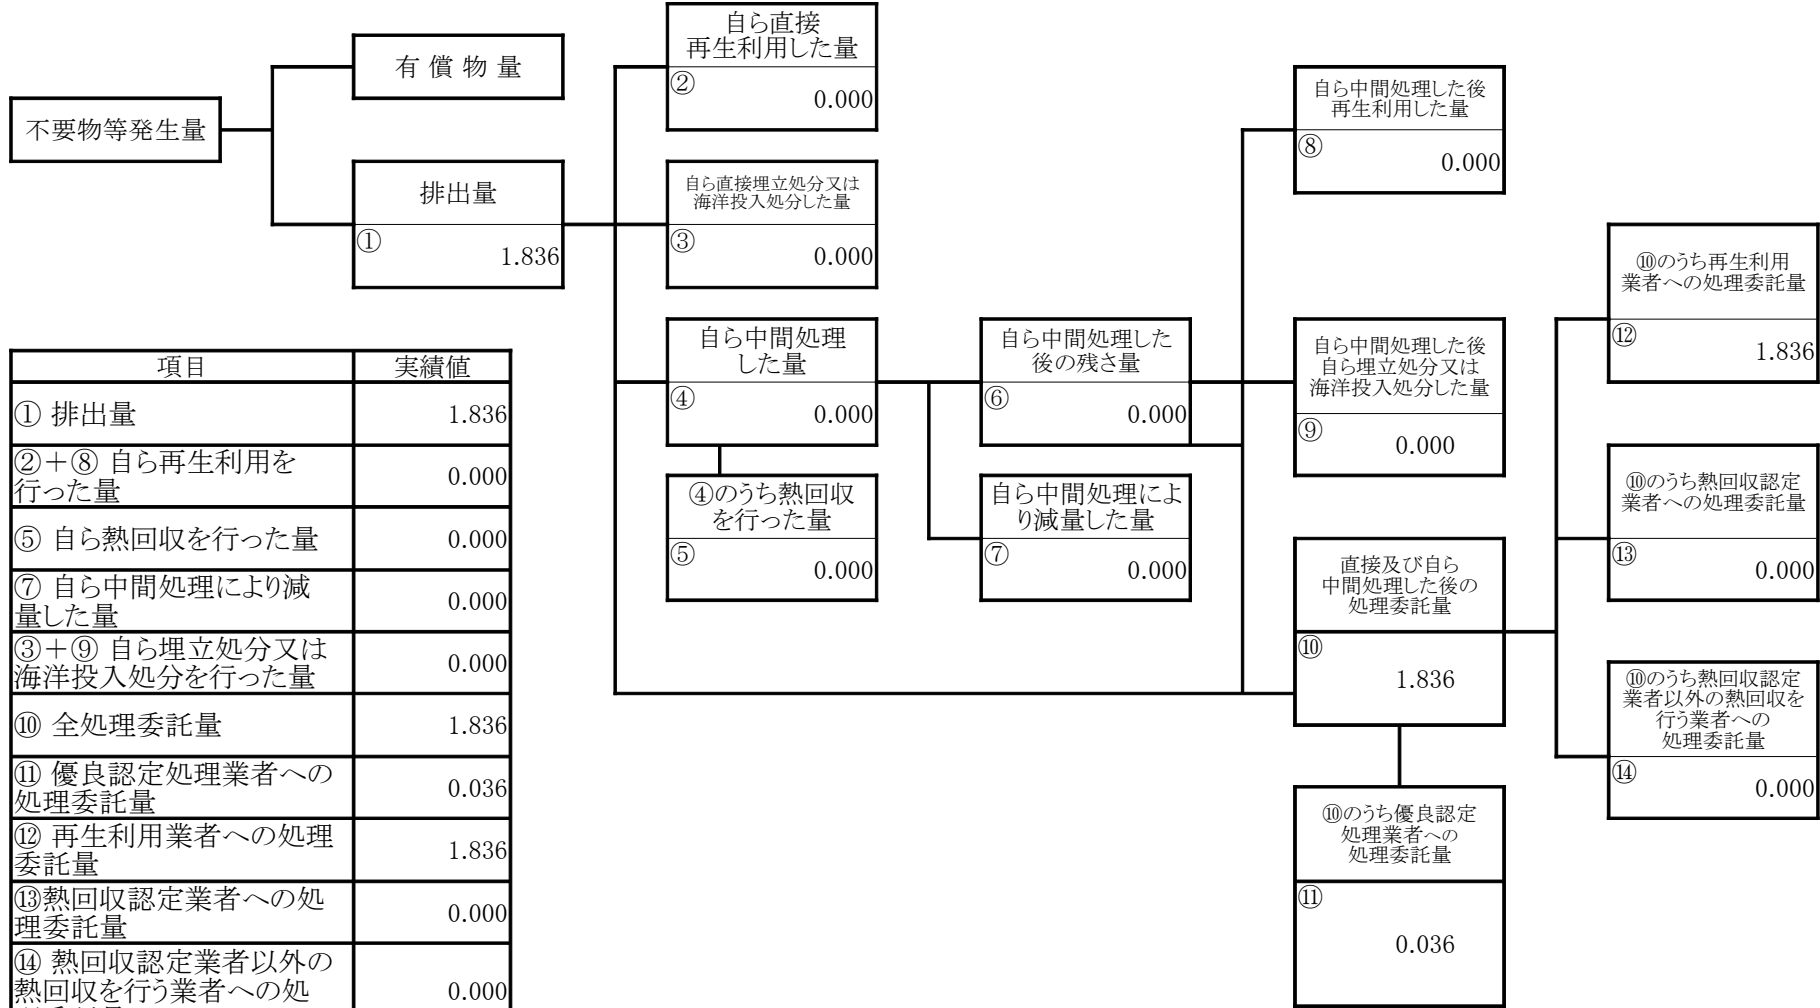 不要物等発生量
有 償 物 量
排出量
①
1.836
自ら直接
再生利用した量
②
0.000
自ら直接埋立処分又は
海洋投入処分した量
③
0.000
自ら中間処理
した量
④
0.000
④のうち熱回収
を行った量
⑤
0.000
自ら中間処理した
後の残さ量
⑥
0.000
自ら中間処理によ
り減量した量
⑦
0.000
自ら中間処理した後
再生利用した量
⑧
0.000
自ら中間処理した後
自ら埋立処分又は
海洋投入処分した量
⑨
0.000
直接及び自ら
中間処理した後の
処理委託量
⑩
1.836
⑩のうち優良認定
処理業者への
処理委託量
⑪
0.036
⑩のうち再生利用
業者への処理委託量
⑫
1.836
⑩のうち熱回収認定
業者への処理委託量
⑬
0.000
⑩のうち熱回収認定
業者以外の熱回収を
行う業者への
処理委託量
⑭
0.000
項目 実績値
① 排出量 1.836
②＋⑧ 自ら再生利用を
行った量 0.000
⑤ 自ら熱回収を行った量 0.000
⑦ 自ら中間処理により減
量した量 0.000
③＋⑨ 自ら埋立処分又は
海洋投入処分を行った量 0.000
⑩ 全処理委託量 1.836
⑪ 優良認定処理業者への
処理委託量 0.036
⑫ 再生利用業者への処理
委託量 1.836
⑬熱回収認定業者への処
理委託量 0.000
⑭ 熱回収認定業者以外の
熱回収を行う業者への処 0.000